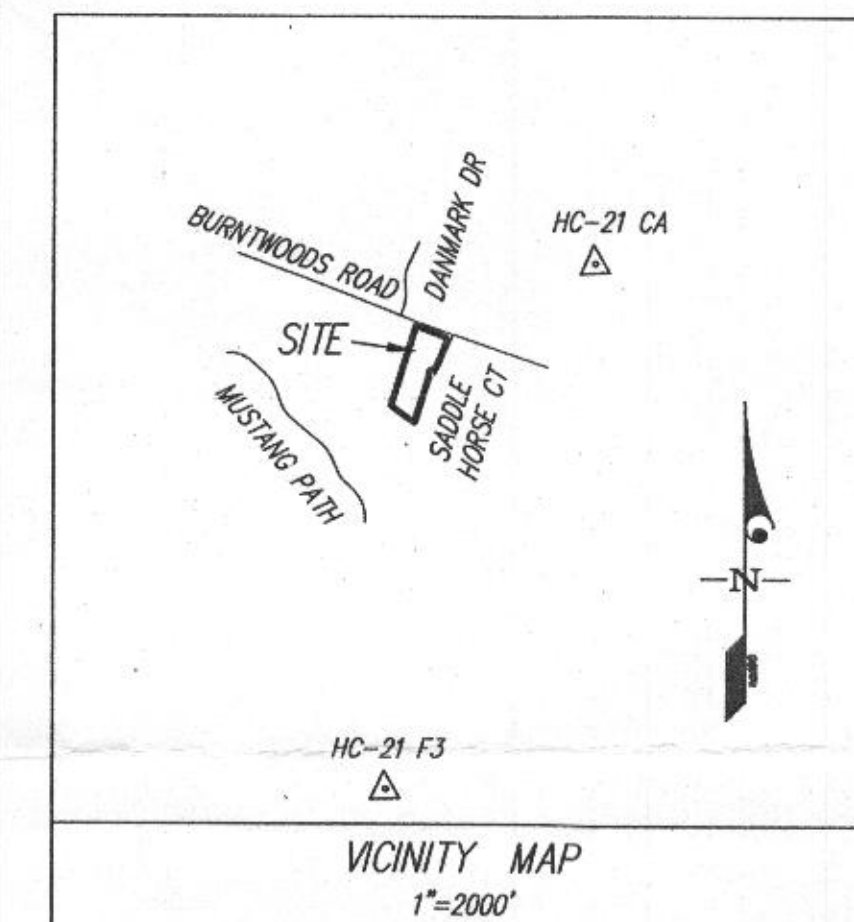 DANMARK DR
BURNTWOODS ROAD
HC-21 CA
SITE
SADDLE
HORSE CT
MUSTANG PATH
N
HC-21 F3
VICINITY MAP
1"=2000'